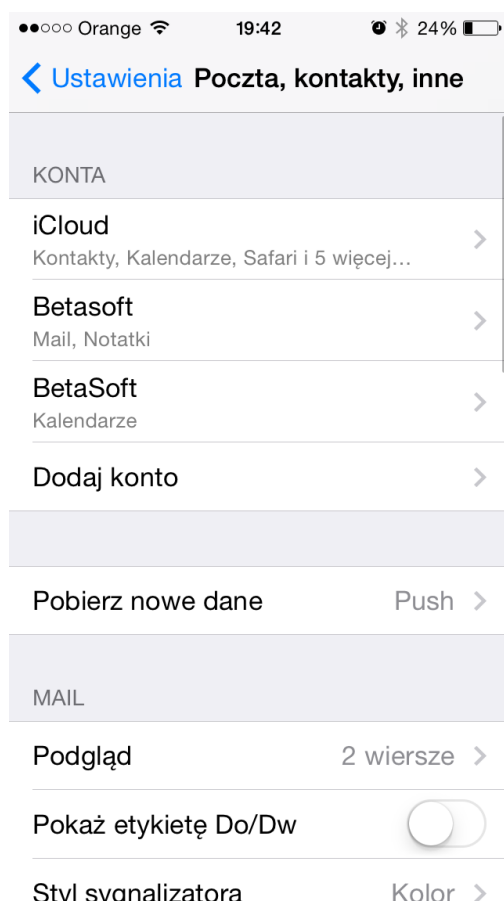 Orange 19:42 24%
Ustawienia Poczta, kontakty, inne
KONTA
iCloud
Kontakty, Kalendarze, Safari i 5 więcej...
Betasoft
Mail, Notatki
BetaSoft
Kalendarze
Dodaj konto
Pobierz nowe dane Push
MAIL
Podgląd 2 wiersze
Pokaż etykietę Do/Dw
Styl sygnalizatora Kolor